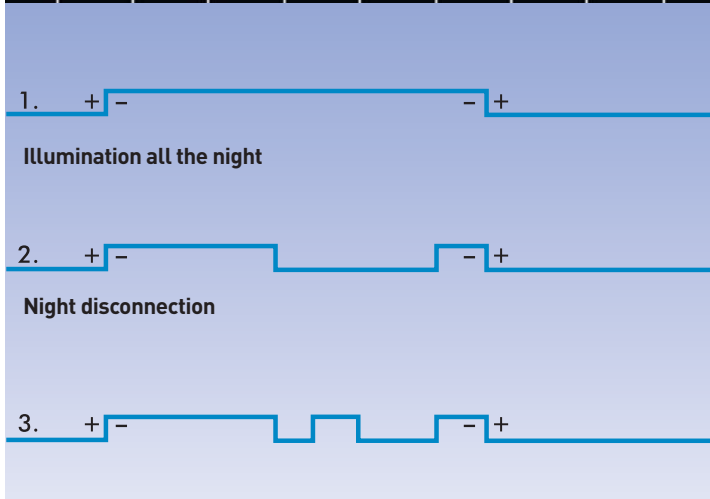 1. + – – +
Illumination all the night
2. + – – +
Night disconnection
3. + – – +